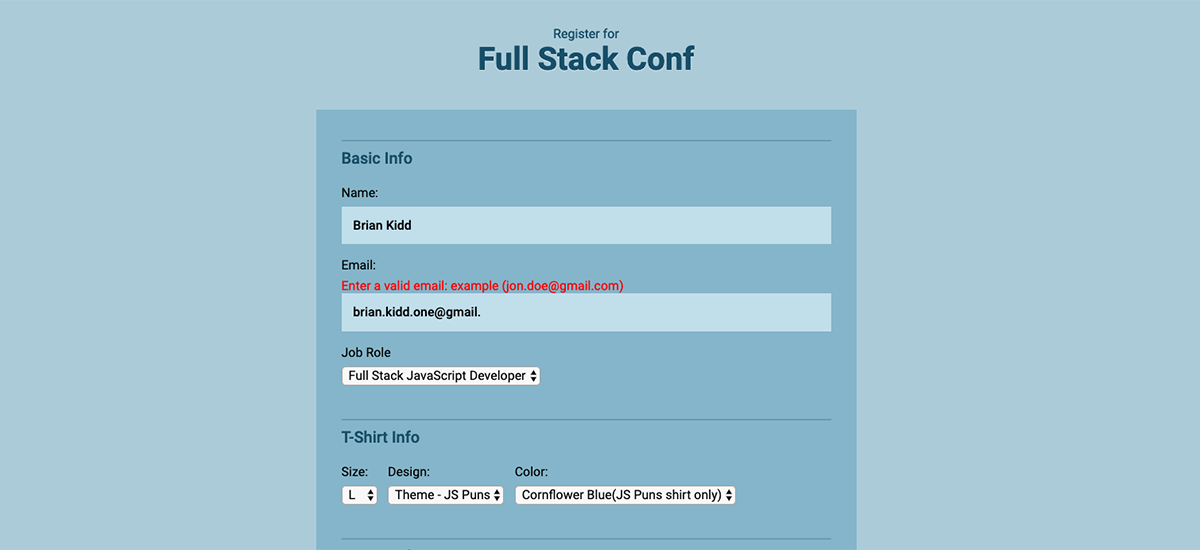 Register for
Full Stack Conf
Basic Info
Name:
Brian Kidd
Email:
Enter a valid email: example (jon.doe@gmail.com)
brian.kidd.one@gmail.
Job Role
Full Stack JavaScript Developer
T-Shirt Info
Size: Design: Color:
L Theme - JS Puns Cornflower Blue(JS Puns shirt only)